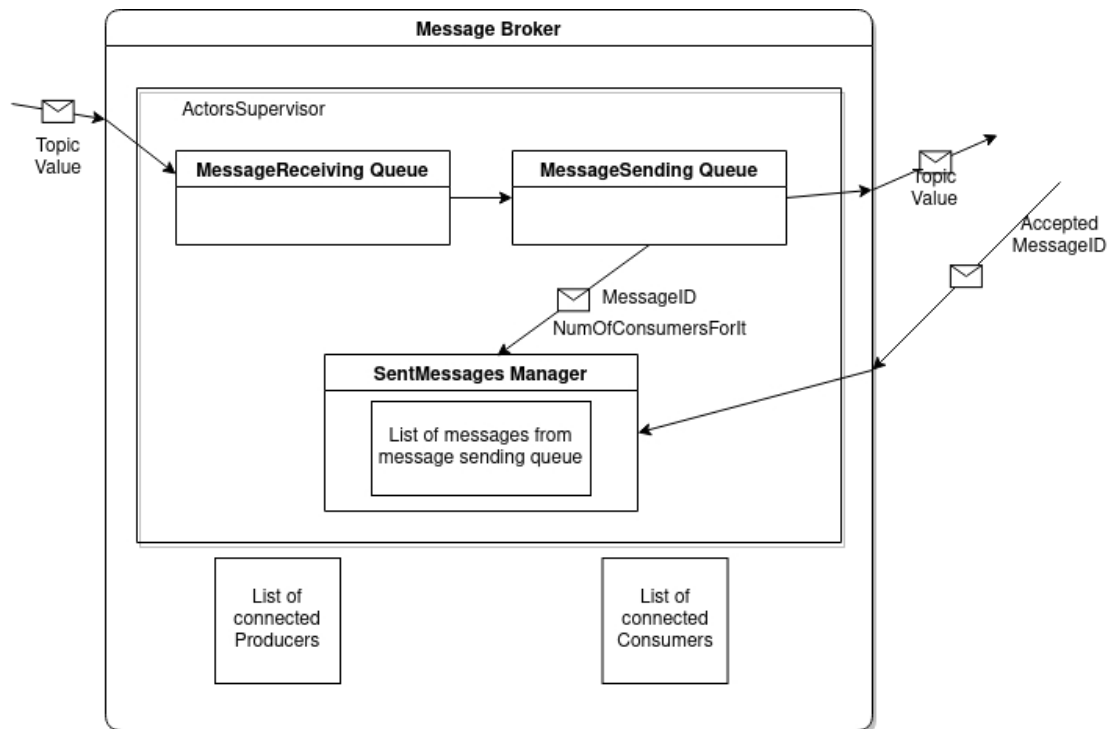 Message Broker
ActorsSupervisor
Topic
Value
MessageReceiving Queue
MessageSending Queue
Topic
Value
Accepted
MessageID
MessageID
NumOfConsumersForIt
SentMessages Manager
List of messages from
message sending queue
List of
connected
Producers
List of
connected
Consumers